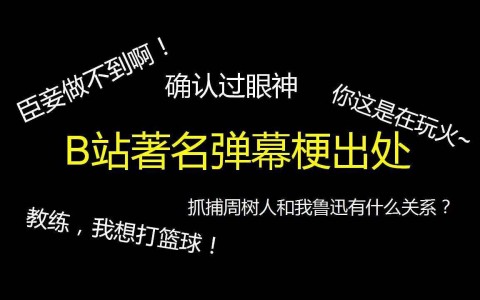 臣妾做不到啊！
确认过眼神
你这是在玩火~
B站著名弹幕梗出处
抓捕周树人和我鲁迅有什么关系？
教练，我想打篮球！